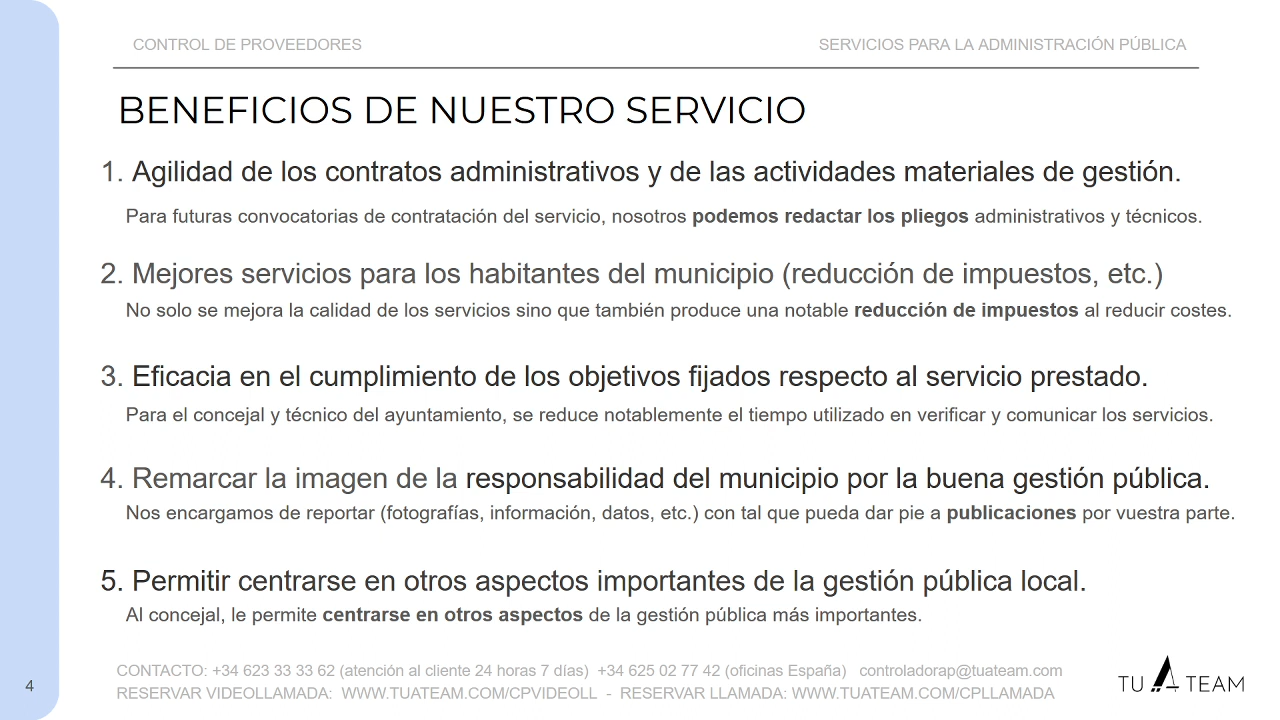 CONTROL DE PROVEEDORES
SERVICIOS PARA LA ADMINISTRACIÓN PÚBLICA
BENEFICIOS DE NUESTRO SERVICIO
1. Agilidad de los contratos administrativos y de las actividades materiales de gestión.
Para futuras convocatorias de contratación del servicio, nosotros podemos redactar los pliegos administrativos y técnicos.
2. Mejores servicios para los habitantes del municipio (reducción de impuestos, etc.)
No solo se mejora la calidad de los servicios sino que también produce una notable reducción de impuestos al reducir costes.
3. Eficacia en el cumplimiento de los objetivos fijados respecto al servicio prestado.
Para el concejal y técnico del ayuntamiento, se reduce notablemente el tiempo utilizado en verificar y comunicar los servicios.
4. Remarcar la imagen de la responsabilidad del municipio por la buena gestión pública.
Nos encargamos de reportar (fotografías, información, datos, etc.) con tal que pueda dar pie a publicaciones por vuestra parte.
5. Permitir centrarse en otros aspectos importantes de la gestión pública local.
Al concejal, le permite centrarse en otros aspectos de la gestión pública más importantes.
CONTACTO: +34 623 33 33 62 (atención al cliente 24 horas 7 días) +34 625 02 77 42 (oficinas España) controladorap@tuateam.com
RESERVAR VIDEOLLAMADA: WWW.TUATEAM.COM/CPVIDEOLL - RESERVAR LLAMADA: WWW.TUATEAM.COM/CPLLAMADA
TU A TEAM
4